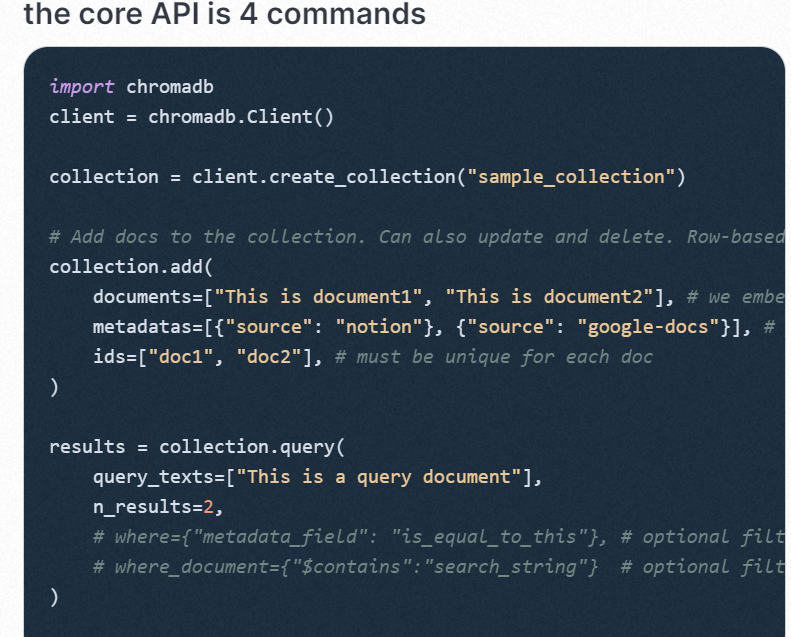 the core API is 4 commands
import chromadb
client = chromadb.Client()
collection = client.create_collection("sample_collection")
# Add docs to the collection. Can also update and delete. Row-based
collection.add(
    documents=["This is document1", "This is document2"], # we embe
    metadatas=[{"source": "notion"}, {"source": "google-docs"}], #
    ids=["doc1", "doc2"], # must be unique for each doc
)
results = collection.query(
    query_texts=["This is a query document"],
    n_results=2,
    # where={"metadata_field": "is_equal_to_this"}, # optional filt
    # where_document={"$contains":"search_string"}  # optional filt
)